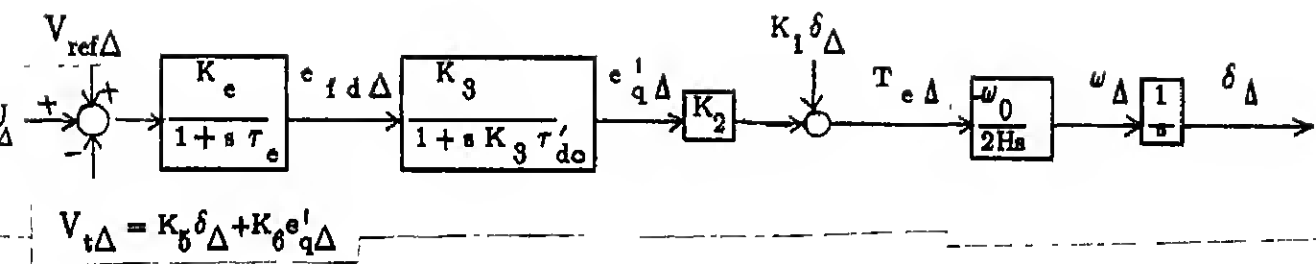 V_refΔ
K_1 δ_Δ
U_Δ + + -
K_e / 1 + s τ_e
e_fdΔ
K_3 / 1 + s K_3 τ'_do
e'_qΔ
K_2
T_eΔ
-ω_0 / 2Hs
ω_Δ
1 / s
δ_Δ
V_tΔ = K_5 δ_Δ + K_6 e'_qΔ